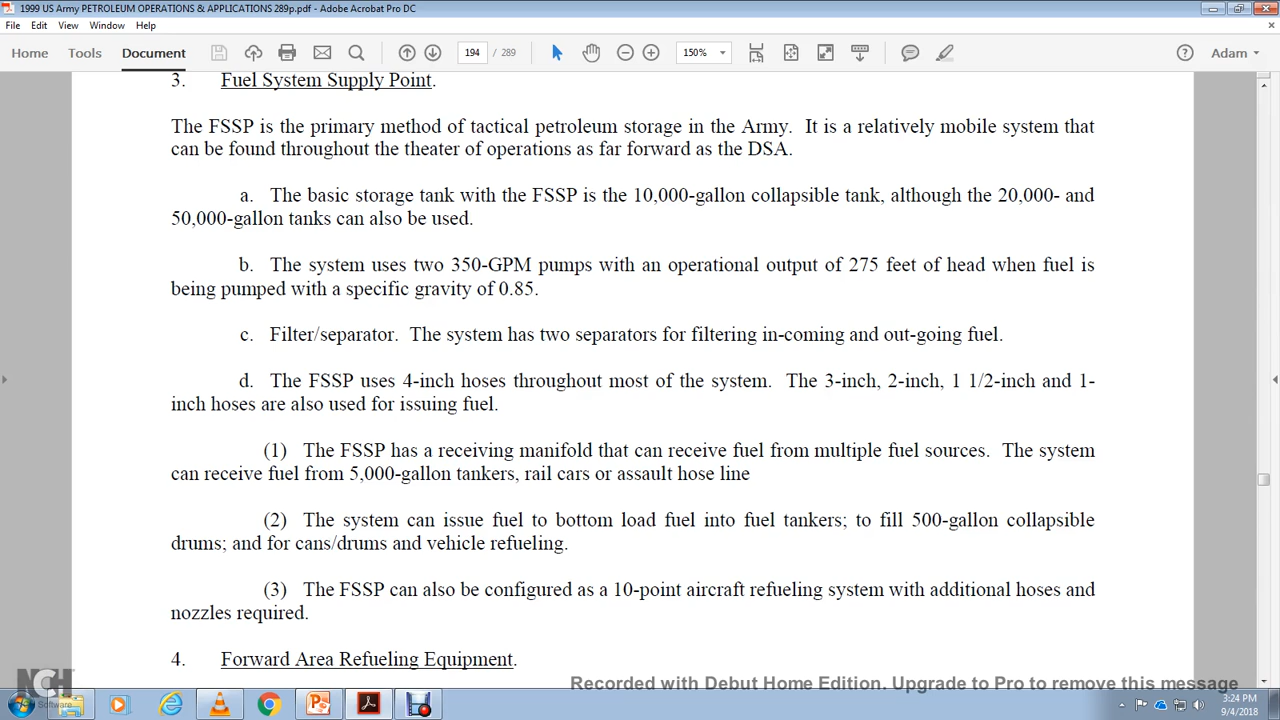 1999 US Army PETROLEUM OPERATIONS & APPLICATIONS 289p.pdf - Adobe Acrobat Pro DC
File Edit View Window Help
Home Tools Document 194 / 289 150% Adam
3. Fuel System Supply Point.
The FSSP is the primary method of tactical petroleum storage in the Army. It is a relatively mobile system that
can be found throughout the theater of operations as far forward as the DSA.
a. The basic storage tank with the FSSP is the 10,000-gallon collapsible tank, although the 20,000- and
50,000-gallon tanks can also be used.
b. The system uses two 350-GPM pumps with an operational output of 275 feet of head when fuel is
being pumped with a specific gravity of 0.85.
c. Filter/separator. The system has two separators for filtering in-coming and out-going fuel.
d. The FSSP uses 4-inch hoses throughout most of the system. The 3-inch, 2-inch, 1 1/2-inch and 1-
inch hoses are also used for issuing fuel.
(1) The FSSP has a receiving manifold that can receive fuel from multiple fuel sources. The system
can receive fuel from 5,000-gallon tankers, rail cars or assault hose line
(2) The system can issue fuel to bottom load fuel into fuel tankers; to fill 500-gallon collapsible
drums; and for cans/drums and vehicle refueling.
(3) The FSSP can also be configured as a 10-point aircraft refueling system with additional hoses and
nozzles required.
4. Forward Area Refueling Equipment.
NCH
Software
Recorded with Debut Home Edition. Upgrade to Pro to remove this message
3:24 PM
9/4/2018